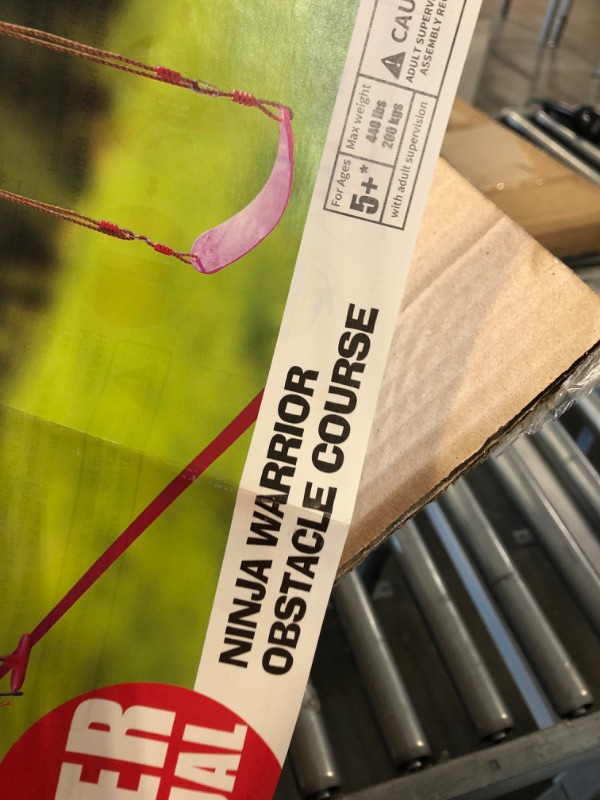 NINJA WARRIOR
OBSTACLE COURSE
For Ages
5+*
Max weight
440 lbs
200 kgs
with adult supervision
CAU
ADULT SUPERV
ASSEMBLY RE
ER
UAL